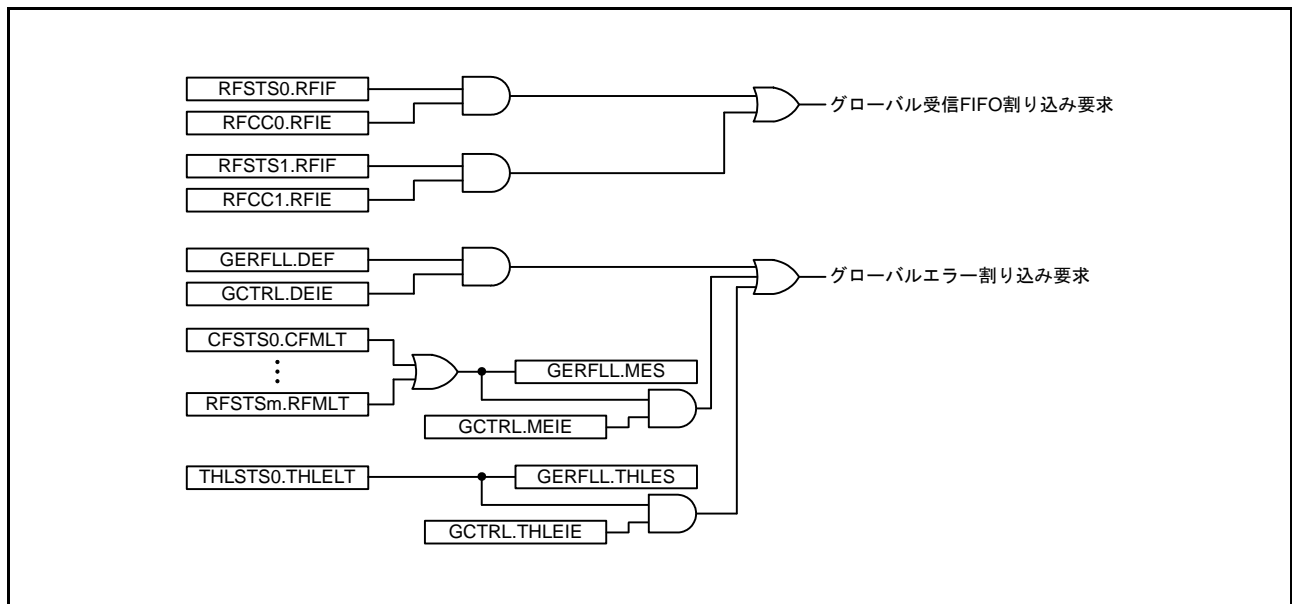 RFSTS0.RFIF
RFCC0.RFIE
グローバル受信FIFO割り込み要求
RFSTS1.RFIF
RFCC1.RFIE
GERFLL.DEF
GCTRL.DEIE
グローバルエラー割り込み要求
CFSTS0.CFMLT
RFSTSm.RFMLT
GERFLL.MES
GCTRL.MEIE
THLSTS0.THLELT
GERFLL.THLES
GCTRL.THLEIE